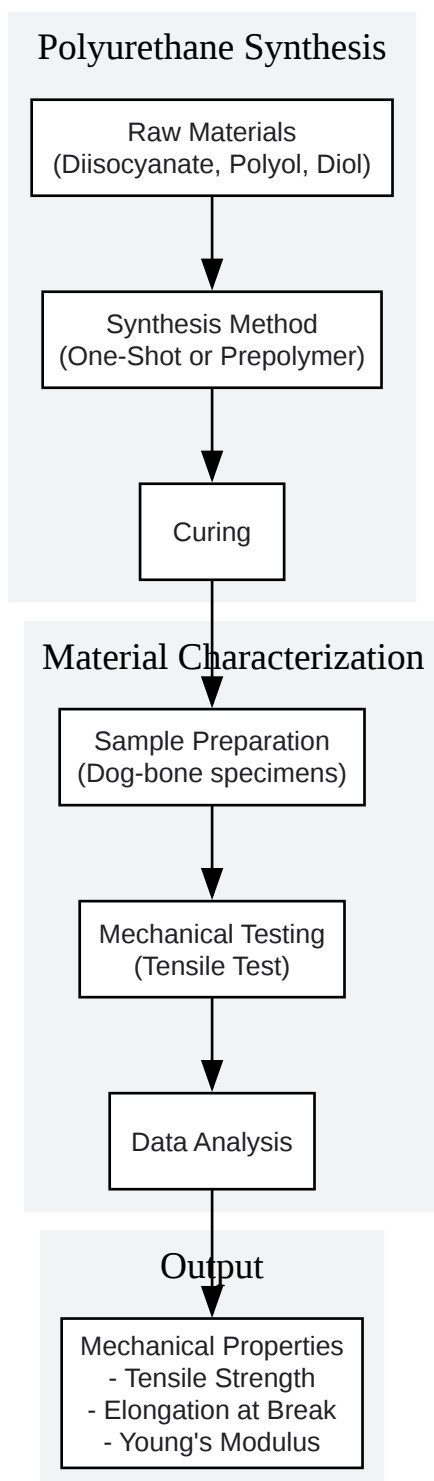 Polyurethane Synthesis
Raw Materials
(Diisocyanate, Polyol, Diol)
Synthesis Method
(One-Shot or Prepolymer)
Curing
Material Characterization
Sample Preparation
(Dog-bone specimens)
Mechanical Testing
(Tensile Test)
Data Analysis
Output
Mechanical Properties
- Tensile Strength
- Elongation at Break
- Young's Modulus